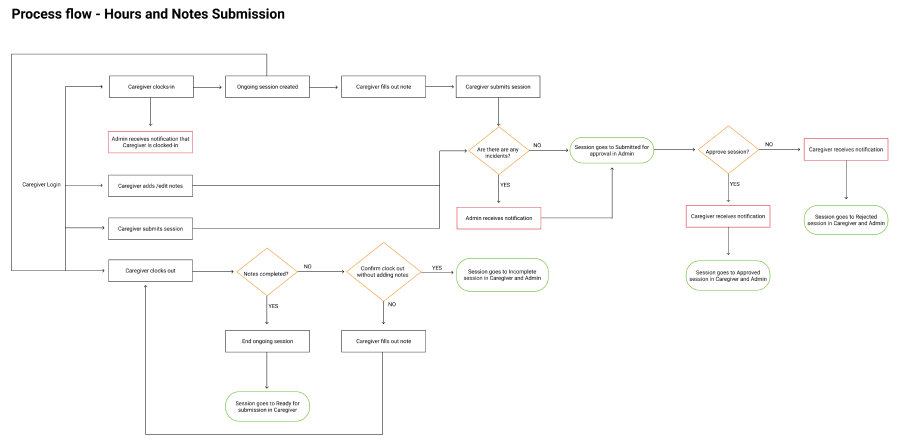 Process flow - Hours and Notes Submission
Caregiver clocks-in
Ongoing session created
Caregiver fills out note
Caregiver submits session
Admin receives notification that
Caregiver is clocked-in
Are there are any
incidents?
NO
Session goes to Submitted for
approval in Admin
Approve session?
NO
Caregiver receives notification
Caregiver Login
Caregiver adds /edit notes
YES
YES
Admin receives notification
Caregiver receives notification
Session goes to Rejected
session in Caregiver and Admin
Caregiver submits session
Caregiver clocks out
Notes completed?
NO
Confirm clock out
without adding notes
YES
Session goes to Incomplete
session in Caregiver and Admin
Session goes to Approved
session in Caregiver and Admin
YES
NO
End ongoing session
Caregiver fills out note
Session goes to Ready for
submission in Caregiver